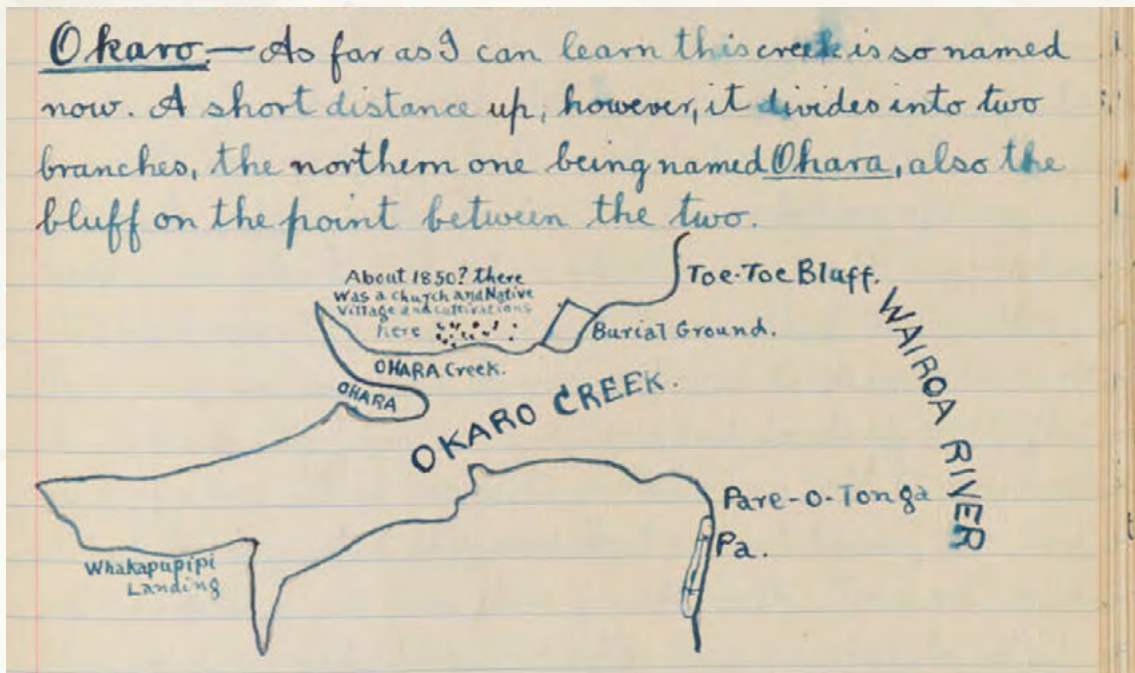 Okaro.— As far as I can learn this creek is so named
now. A short distance up, however, it divides into two
branches, the northern one being named Ohara, also the
bluff on the point between the two.
About 1850? there
was a church and Native
Village and cultivations
here
Toe-Toe Bluff.
Burial Ground.
OHARA Creek.
OHARA
OKARO CREEK.
WAIROA RIVER
Pare-o-Tonga
Pa.
Whakapupipi
Landing